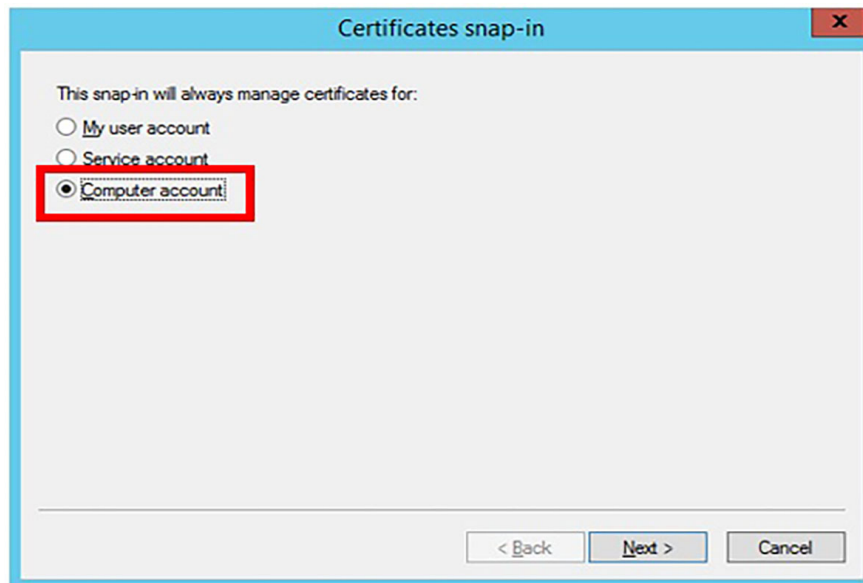 Certificates snap-in
x
This snap-in will always manage certificates for:
My user account
Service account
Computer account
< Back Next > Cancel